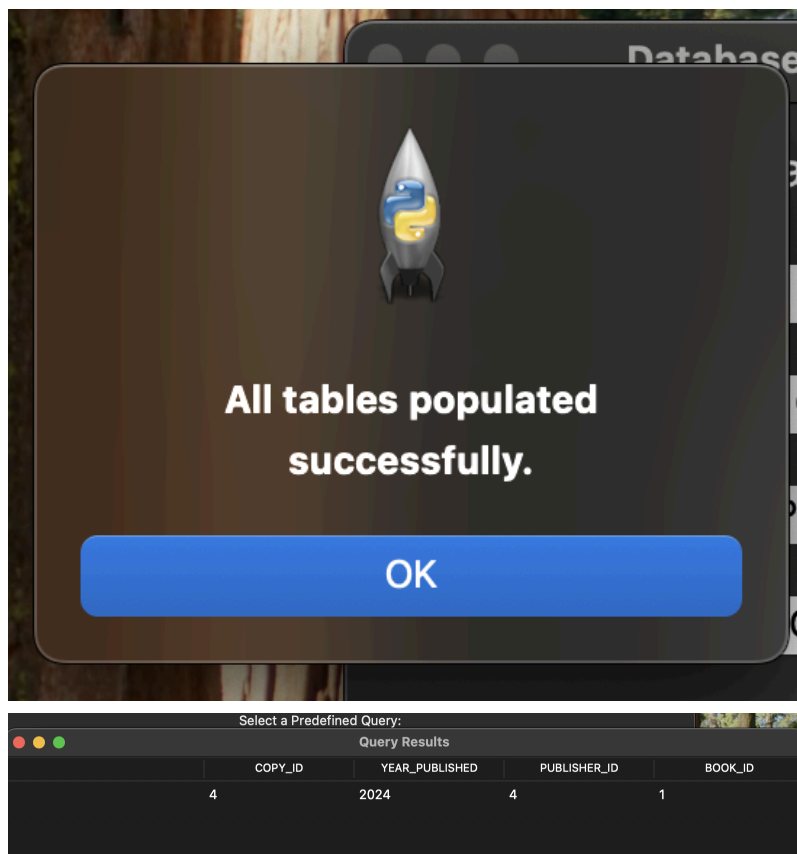 Database
All tables populated
successfully.
OK
Select a Predefined Query:
Query Results
COPY_ID YEAR_PUBLISHED PUBLISHER_ID BOOK_ID
4 2024 4 1